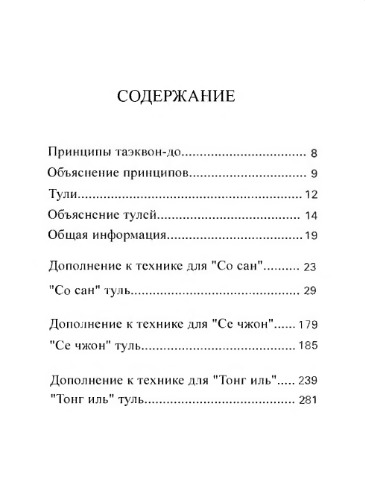 СОДЕРЖАНИЕ
Принципы таэквон-до........................... 8
Объяснение принципов......................... 9
Тули.................................................... 12
Объяснение тулей................................ 14
Общая информация.............................. 19
Дополнение к технике для "Со сан"......... 23
"Со сан" туль....................................... 29
Дополнение к технике для "Се чжон"...... 179
"Се чжон" туль..................................... 185
Дополнение к технике для "Тонг иль"..... 239
"Тонг иль" туль.................................... 281